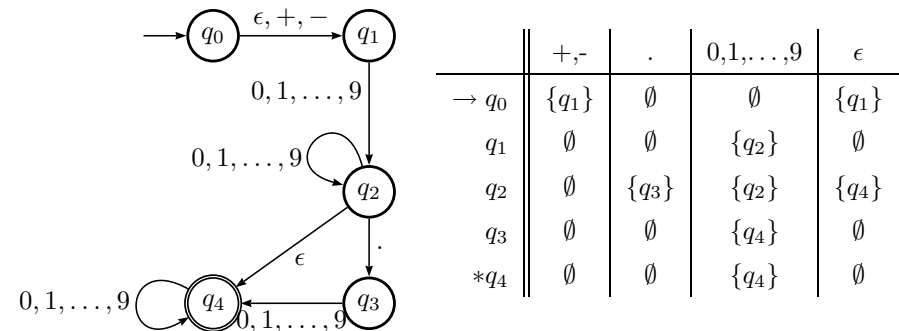 q0 ϵ, +, - q1
0, 1, . . . , 9
0, 1, . . . , 9
q2
ϵ .
q4 q3
0, 1, . . . , 9
0, 1, . . . , 9
+,- . 0,1,. . . ,9 ϵ
→ q0 {q1} ∅ ∅ {q1}
q1 ∅ ∅ {q2} ∅
q2 ∅ {q3} {q2} {q4}
q3 ∅ ∅ {q4} ∅
*q4 ∅ ∅ {q4} ∅